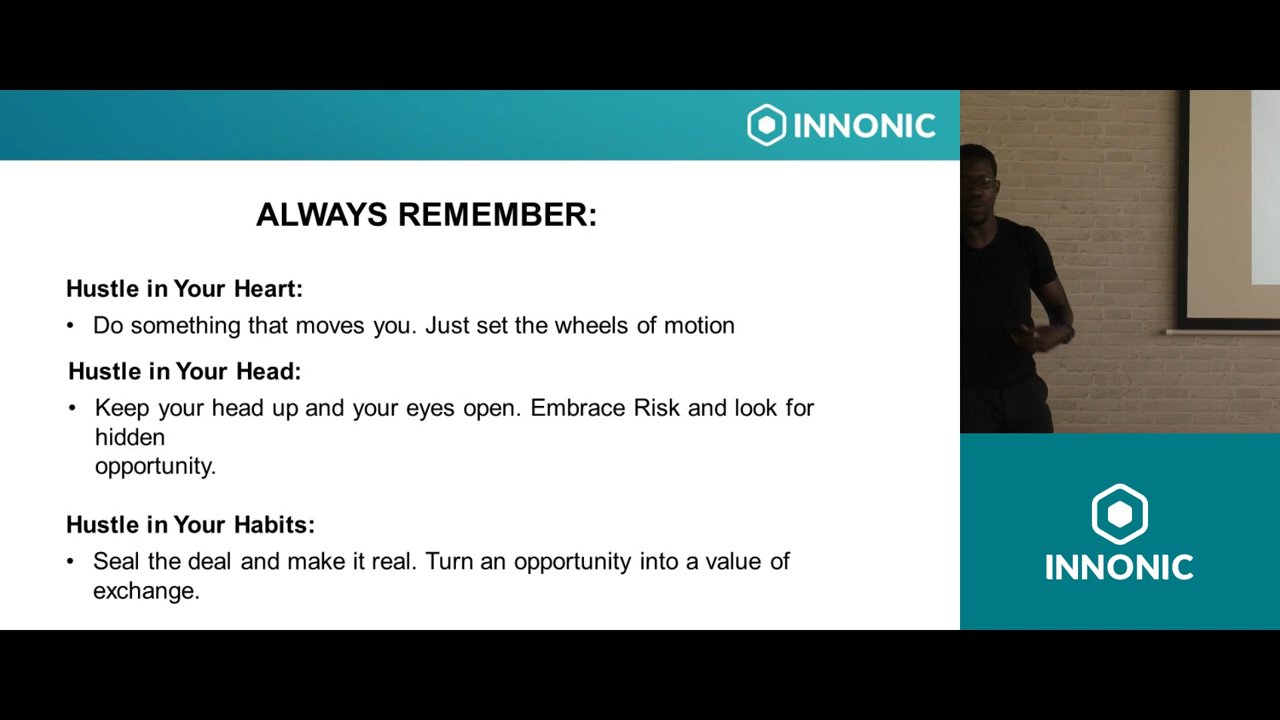 INNONIC
ALWAYS REMEMBER:
Hustle in Your Heart:
• Do something that moves you. Just set the wheels of motion
Hustle in Your Head:
• Keep your head up and your eyes open. Embrace Risk and look for
hidden
opportunity.
Hustle in Your Habits:
• Seal the deal and make it real. Turn an opportunity into a value of
exchange.
INNONIC